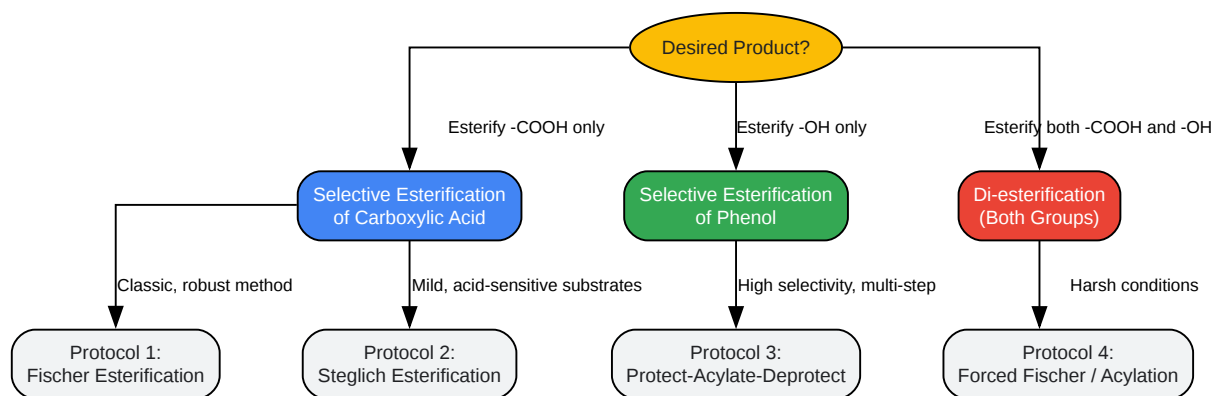 Desired Product?
Esterify -COOH only
Esterify -OH only
Esterify both -COOH and -OH
Selective Esterification
of Carboxylic Acid
Selective Esterification
of Phenol
Di-esterification
(Both Groups)
Classic, robust method
Mild, acid-sensitive substrates
High selectivity, multi-step
Harsh conditions
Protocol 1:
Fischer Esterification
Protocol 2:
Steglich Esterification
Protocol 3:
Protect-Acylate-Deprotect
Protocol 4:
Forced Fischer / Acylation